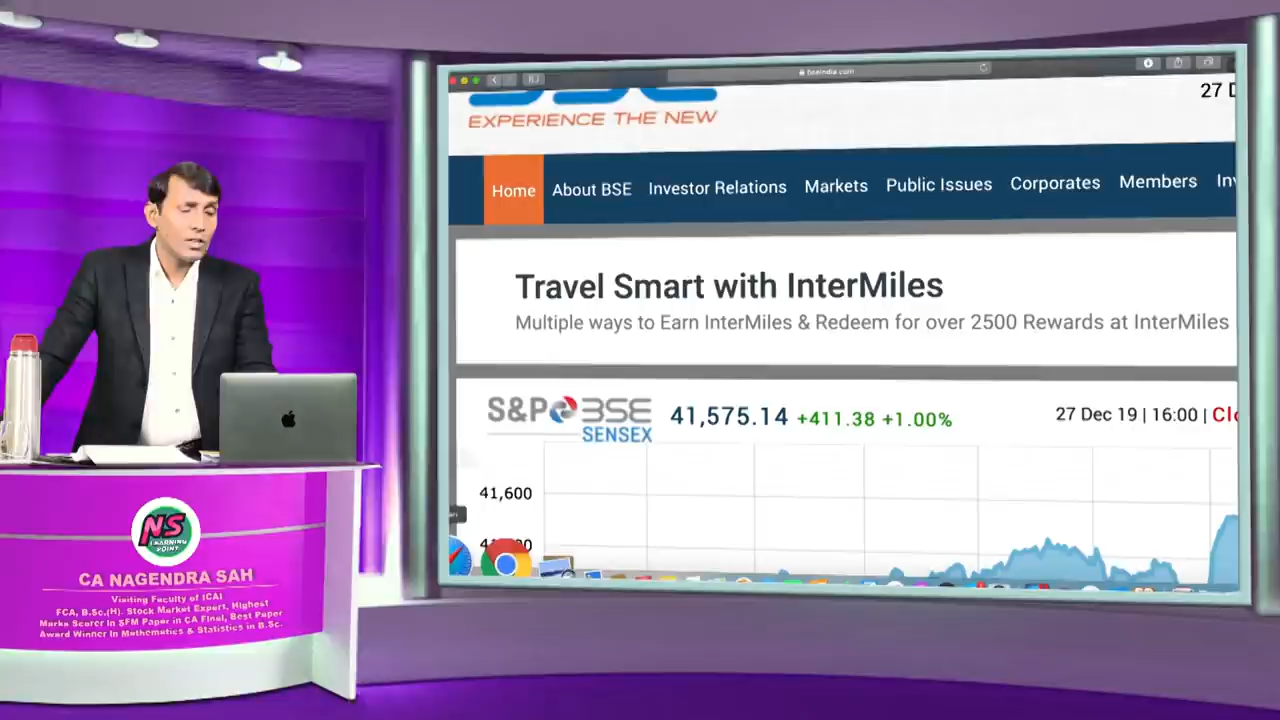 bseindia.com
EXPERIENCE THE NEW
27 D
Home About BSE Investor Relations Markets Public Issues Corporates Members Inv
Travel Smart with InterMiles
Multiple ways to Earn InterMiles & Redeem for over 2500 Rewards at InterMiles
S&P BSE SENSEX 41,575.14 +411.38 +1.00% 27 Dec 19 | 16:00 | Clo
41,600
NS
LEARNING
POINT
CA NAGENDRA SAH
Visiting Faculty of ICAI
FCA, B.Sc.(H). Stock Market Expert, Highest
Marks Scorer in SFM Paper in CA Final, Best Paper
Award Winner in Mathematics & Statistics in B.Sc.